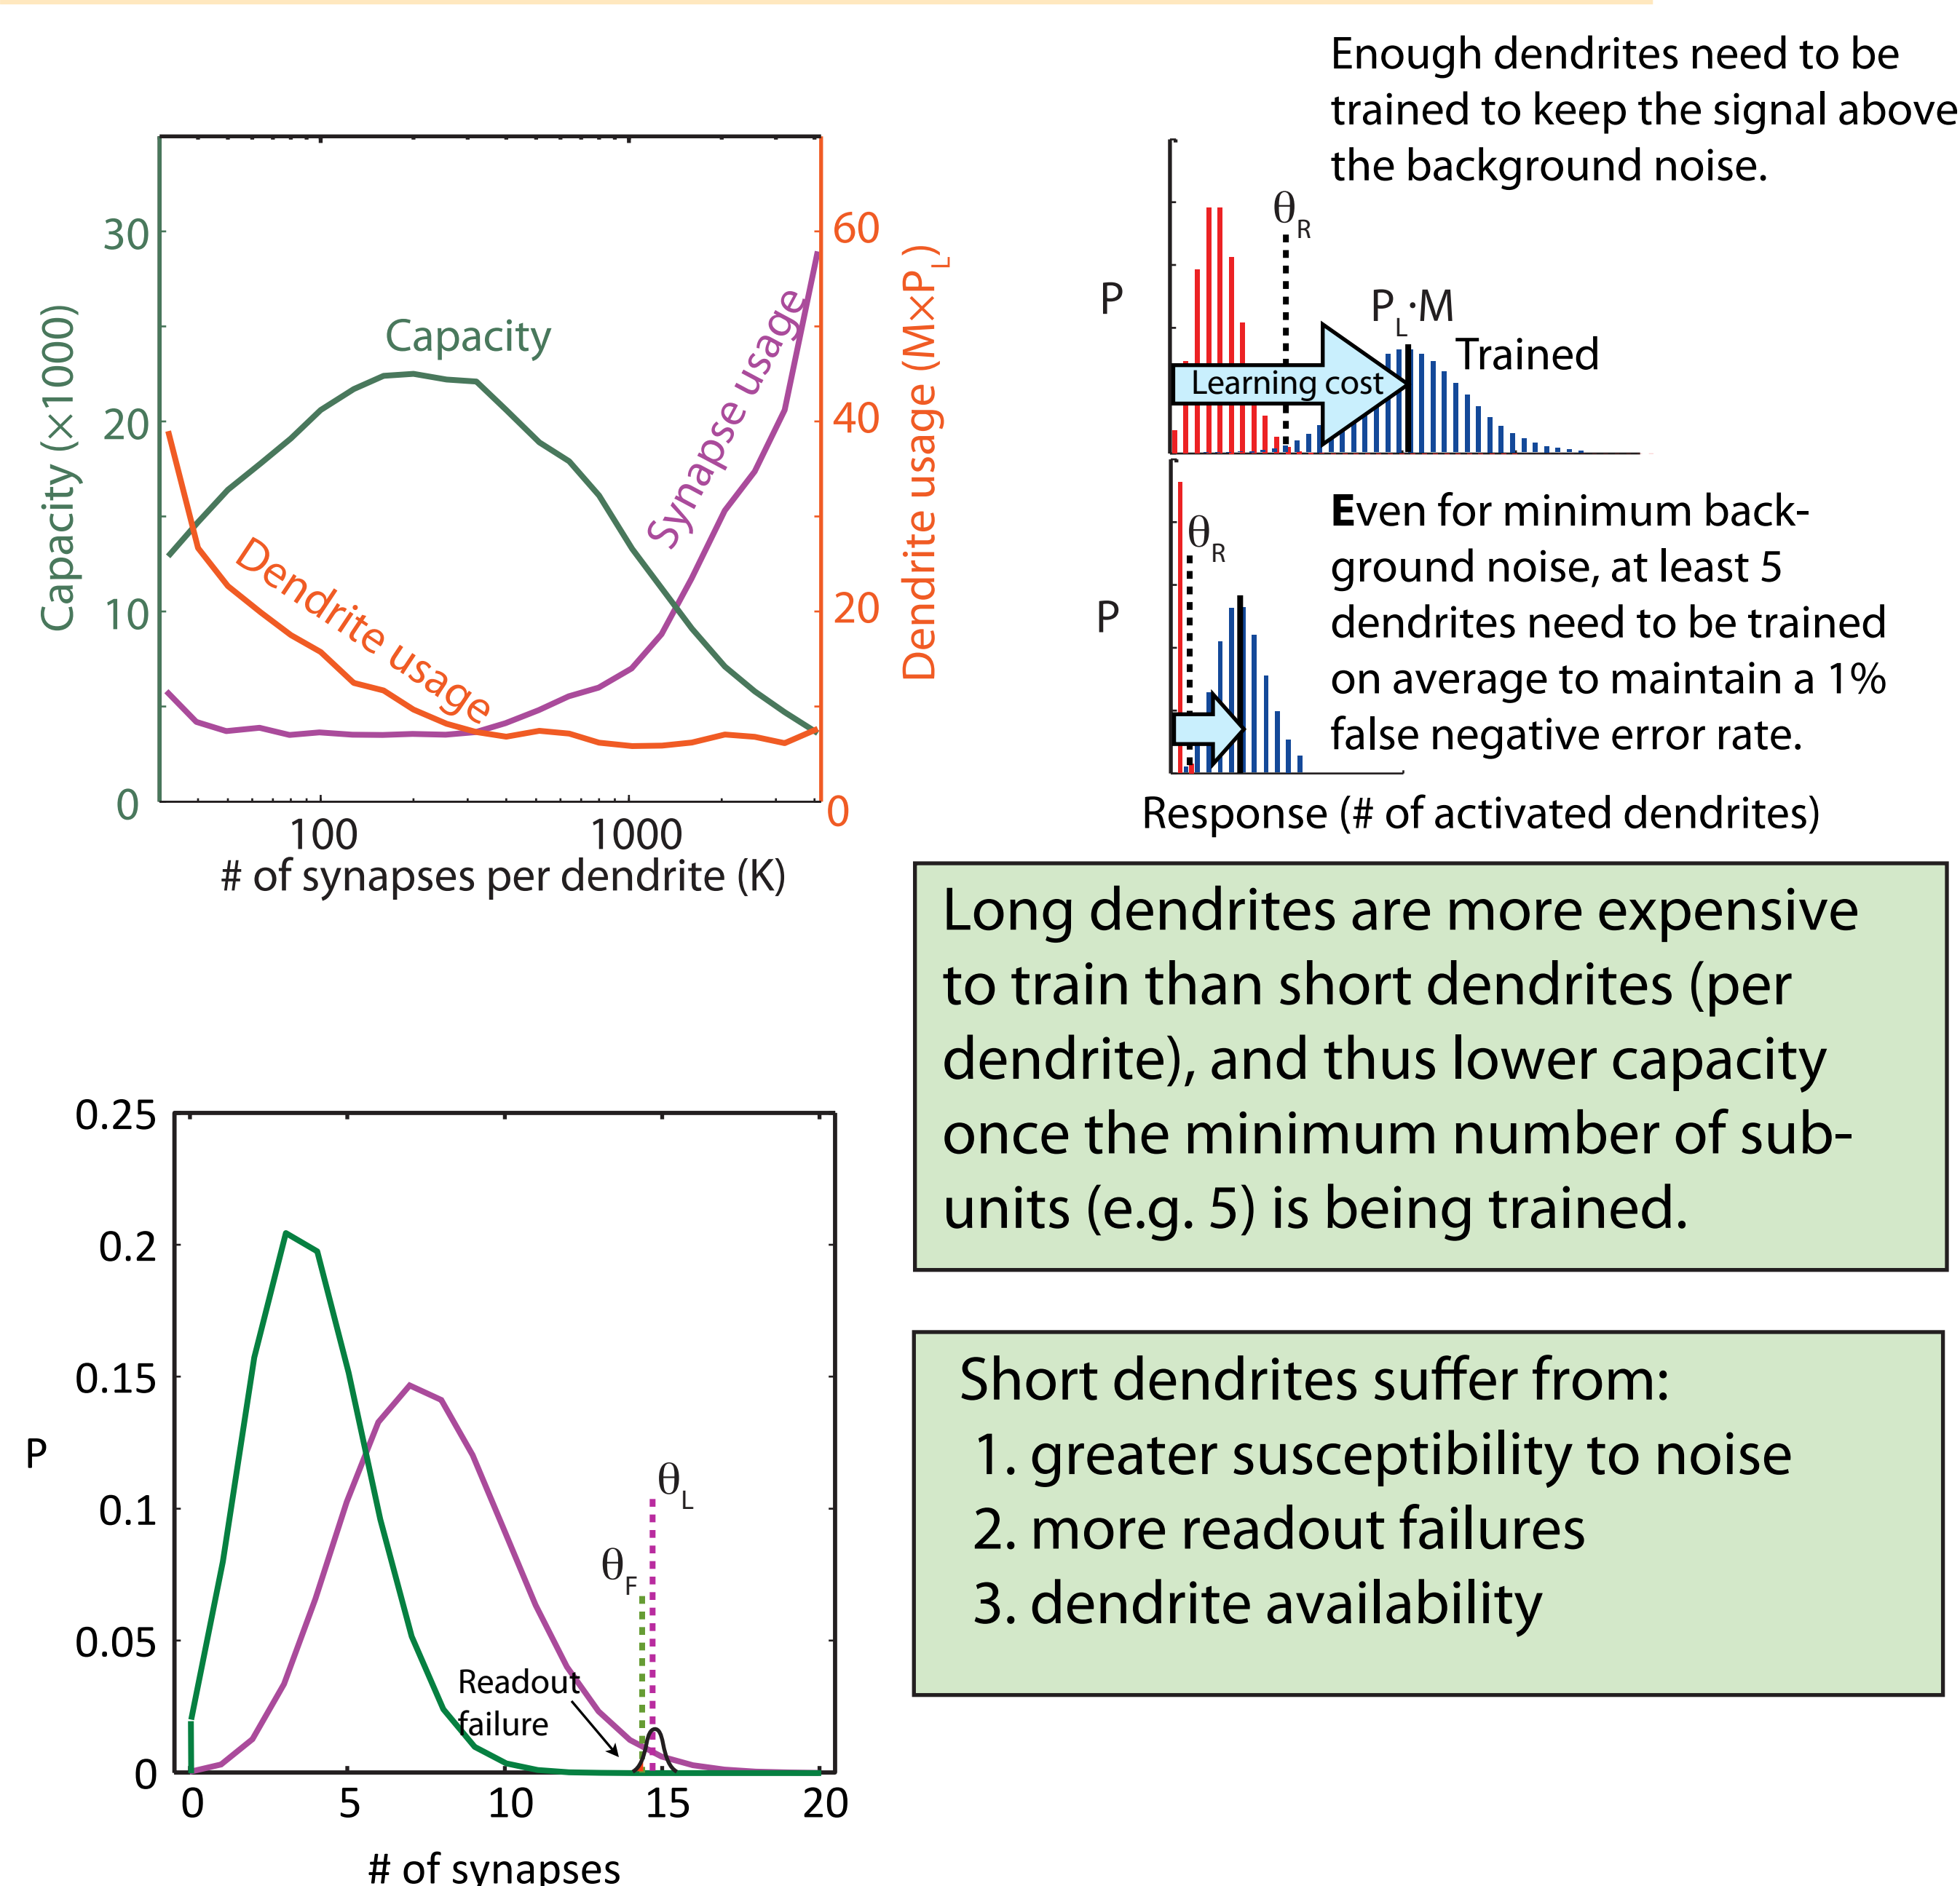 Enough dendrites need to be
trained to keep the signal above
the background noise.
30
20
10
0
Capacity (×1000)
Capacity
Dendrite usage
Synapse usage
60
40
20
0
Dendrite usage (M×P_L)
100
1000
# of synapses per dendrite (K)
P
θ_R
P_L·M
Trained
Learning cost
P
θ_R
Even for minimum back-
ground noise, at least 5
dendrites need to be trained
on average to maintain a 1%
false negative error rate.
Response (# of activated dendrites)
Long dendrites are more expensive
to train than short dendrites (per
dendrite), and thus lower capacity
once the minimum number of sub-
units (e.g. 5) is being trained.
0.25
0.2
0.15
0.1
0.05
0
P
θ_L
θ_F
Readout
failure
0
5
10
15
20
# of synapses
Short dendrites suffer from:
1. greater susceptibility to noise
2. more readout failures
3. dendrite availability